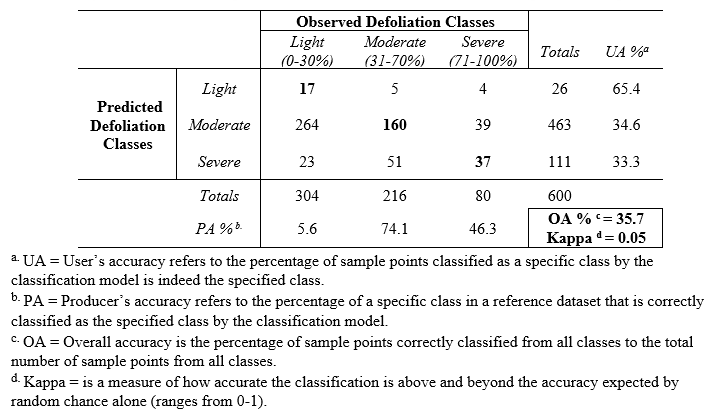 Observed Defoliation Classes
Light Moderate Severe Totals UA %a
(0-30%) (31-70%) (71-100%)
Predicted Defoliation Classes
Light 17 5 4 26 65.4
Moderate 264 160 39 463 34.6
Severe 23 51 37 111 33.3
Totals 304 216 80 600
PA %b. 5.6 74.1 46.3 OA % c = 35.7
Kappa d = 0.05
a. UA = User's accuracy refers to the percentage of sample points classified as a specific class by the
classification model is indeed the specified class.
b. PA = Producer's accuracy refers to the percentage of a specific class in a reference dataset that is correctly
classified as the specified class by the classification model.
c. OA = Overall accuracy is the percentage of sample points correctly classified from all classes to the total
number of sample points from all classes.
d. Kappa = is a measure of how accurate the classification is above and beyond the accuracy expected by
random chance alone (ranges from 0-1).